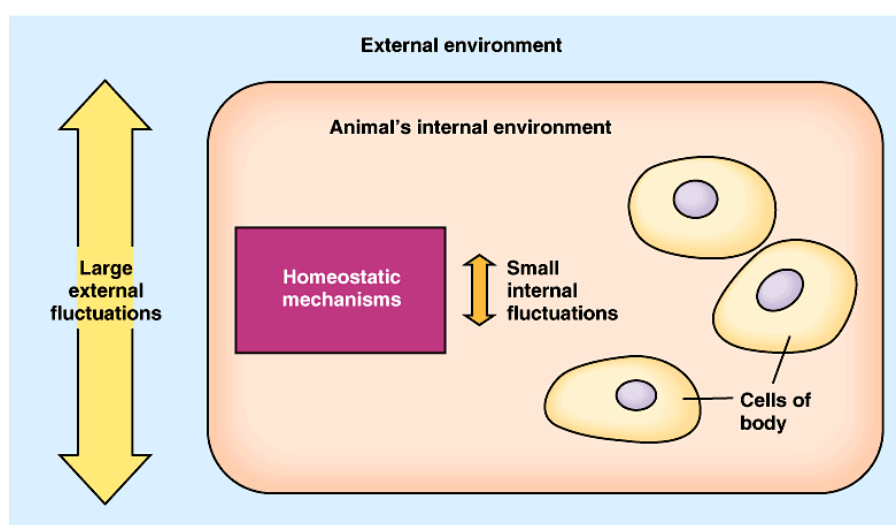 External environment
Animal's internal environment
Large
external
fluctuations
Homeostatic
mechanisms
Small
internal
fluctuations
Cells of
body